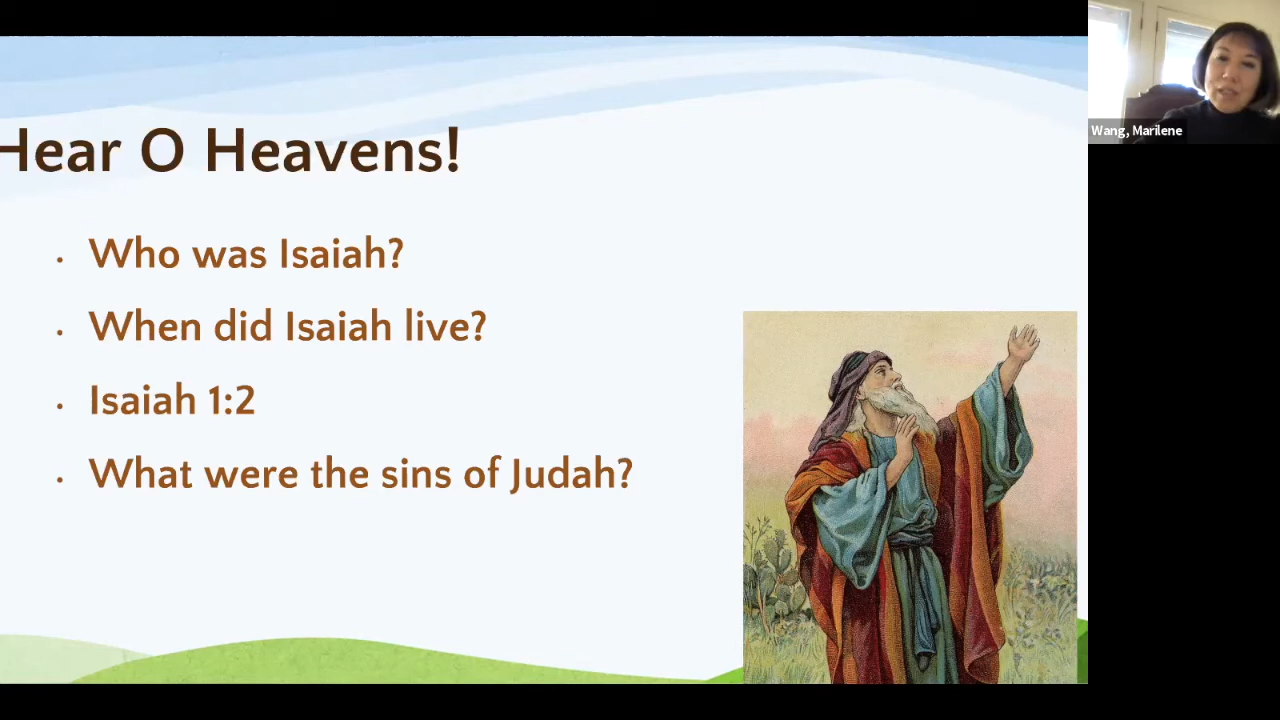 Hear O Heavens!
• Who was Isaiah?
• When did Isaiah live?
• Isaiah 1:2
• What were the sins of Judah?
Wang, Marilene